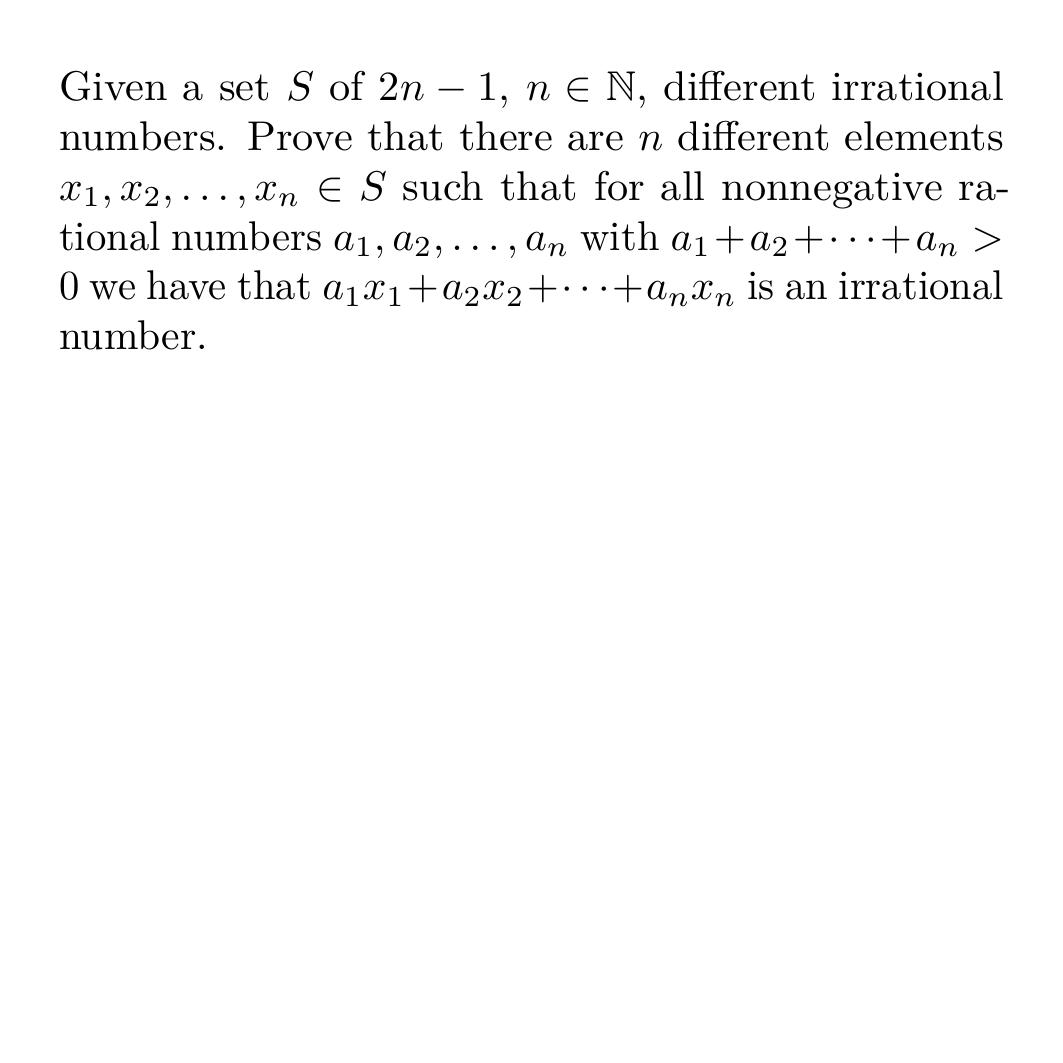 Given a set $S$ of $2n-1$, $n \in \mathbb{N}$, different irrational
numbers. Prove that there are $n$ different elements
$x_1, x_2, \ldots, x_n \in S$ such that for all nonnegative ra-
tional numbers $a_1, a_2, \ldots, a_n$ with $a_1 + a_2 + \cdots + a_n >$
$0$ we have that $a_1x_1 + a_2x_2 + \cdots + a_nx_n$ is an irrational
number.